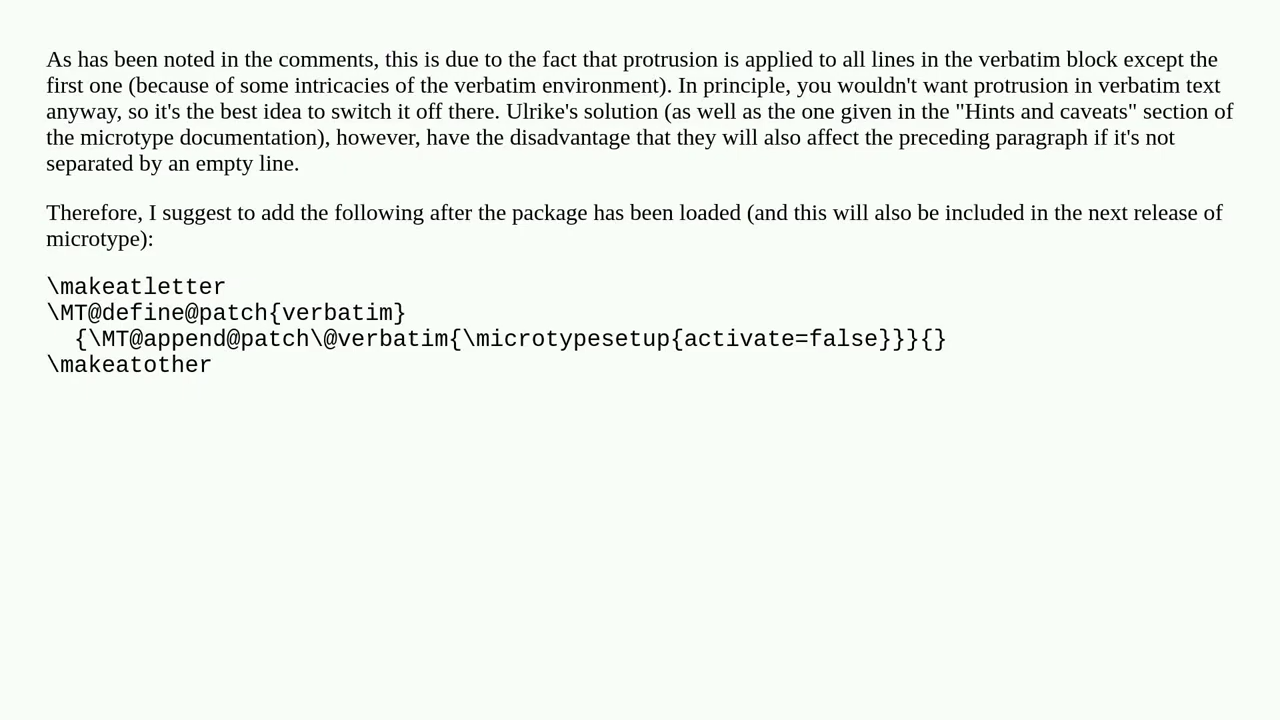 As has been noted in the comments, this is due to the fact that protrusion is applied to all lines in the verbatim block except the
first one (because of some intricacies of the verbatim environment). In principle, you wouldn't want protrusion in verbatim text
anyway, so it's the best idea to switch it off there. Ulrike's solution (as well as the one given in the "Hints and caveats" section of
the microtype documentation), however, have the disadvantage that they will also affect the preceding paragraph if it's not
separated by an empty line.
Therefore, I suggest to add the following after the package has been loaded (and this will also be included in the next release of
microtype):
\makeatletter
\MT@define@patch{verbatim}
  {\MT@append@patch\@verbatim{\microtypesetup{activate=false}}}{}
\makeatother